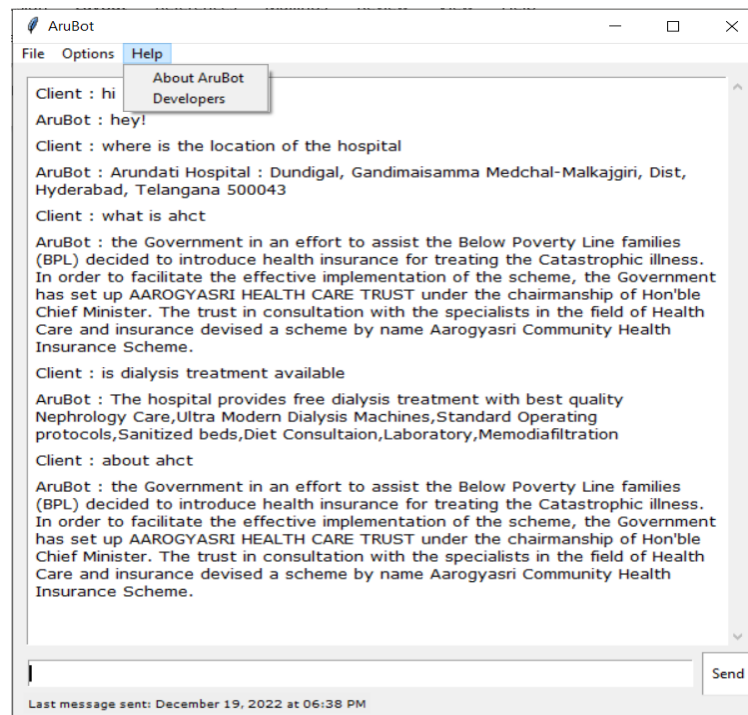 AruBot
File Options Help
About AruBot
Developers
Client : hi
AruBot : hey!
Client : where is the location of the hospital
AruBot : Arundati Hospital : Dundigal, Gandimaisamma Medchal-Malkajgiri, Dist,
Hyderabad, Telangana 500043
Client : what is ahct
AruBot : the Government in an effort to assist the Below Poverty Line families
(BPL) decided to introduce health insurance for treating the Catastrophic illness.
In order to facilitate the effective implementation of the scheme, the Government
has set up AAROGYASRI HEALTH CARE TRUST under the chairmanship of Hon'ble
Chief Minister. The trust in consultation with the specialists in the field of Health
Care and insurance devised a scheme by name Aarogyasri Community Health
Insurance Scheme.
Client : is dialysis treatment available
AruBot : The hospital provides free dialysis treatment with best quality
Nephrology Care,Ultra Modern Dialysis Machines,Standard Operating
protocols,Sanitized beds,Diet Consultaion,Laboratory,Memodiafiltration
Client : about ahct
AruBot : the Government in an effort to assist the Below Poverty Line families
(BPL) decided to introduce health insurance for treating the Catastrophic illness.
In order to facilitate the effective implementation of the scheme, the Government
has set up AAROGYASRI HEALTH CARE TRUST under the chairmanship of Hon'ble
Chief Minister. The trust in consultation with the specialists in the field of Health
Care and insurance devised a scheme by name Aarogyasri Community Health
Insurance Scheme.
Send
Last message sent: December 19, 2022 at 06:38 PM